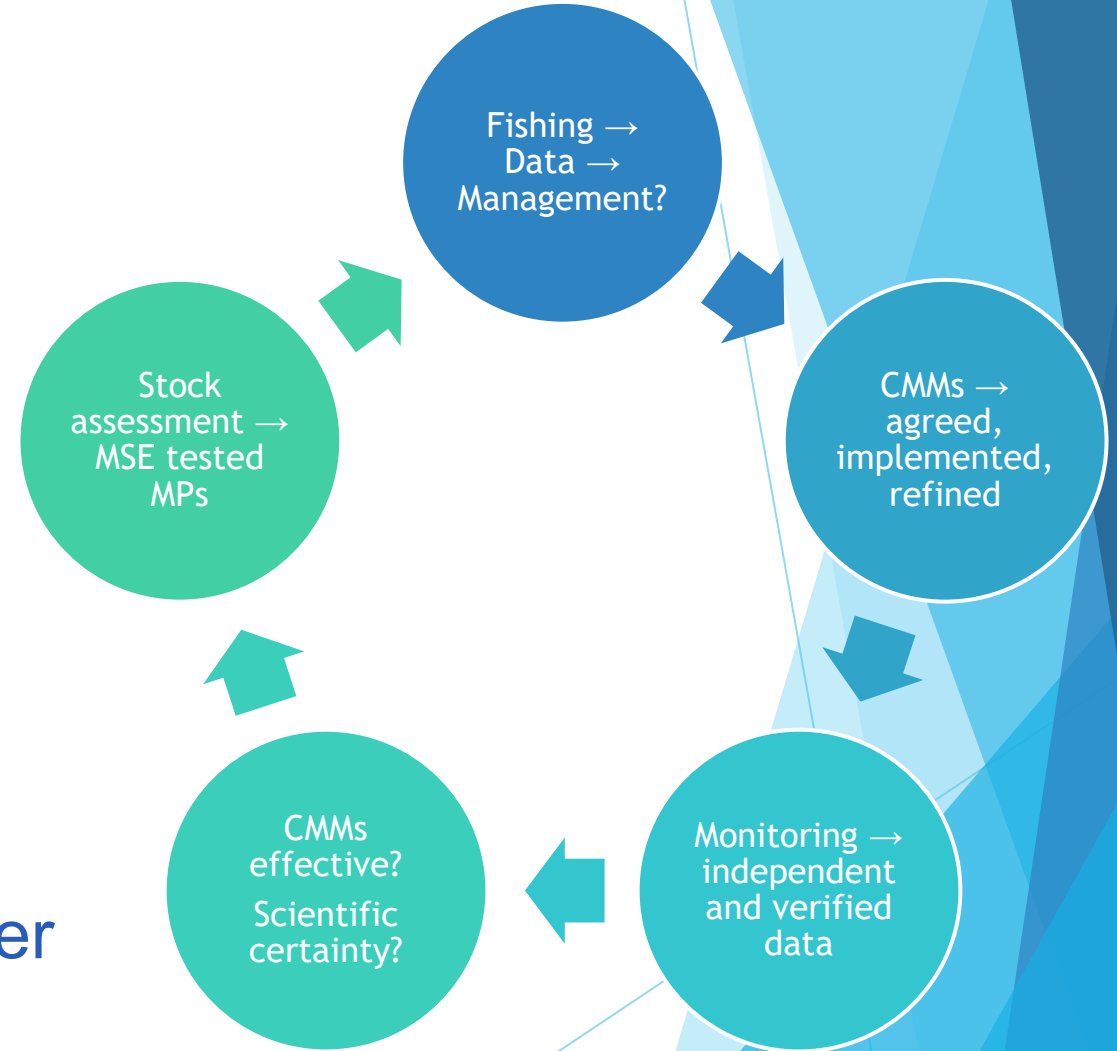 Fishing →
Data →
Management?
CMMs →
agreed,
implemented,
refined
Monitoring →
independent
and verified
data
CMMs
effective?
Scientific
certainty?
Stock
assessment →
MSE tested
MPs
er